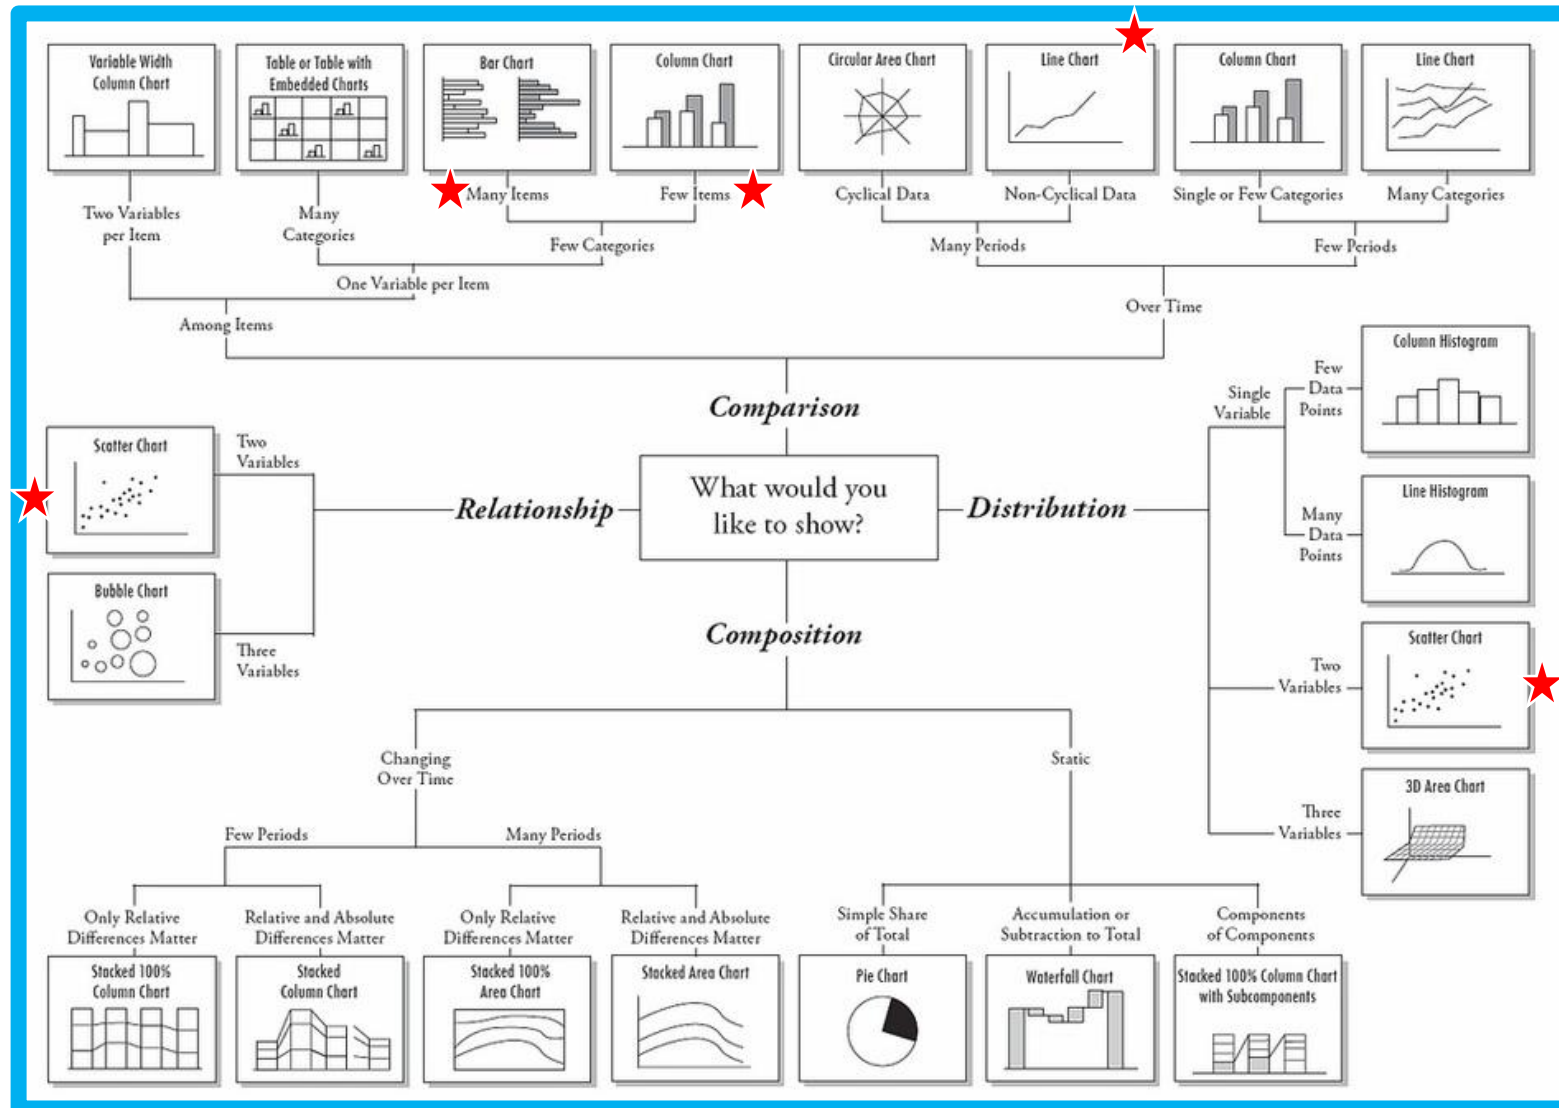 Variable Width
Column Chart
Table or Table with
Embedded Charts
Bar Chart
Column Chart
Circular Area Chart
Line Chart
Column Chart
Line Chart
Two Variables
per Item
Many
Categories
Many Items
Few Items
Cyclical Data
Non-Cyclical Data
Single or Few Categories
Many Categories
Few Categories
Many Periods
Few Periods
One Variable per Item
Over Time
Among Items
Comparison
Relationship
What would you
like to show?
Distribution
Composition
Two
Variables
Scatter Chart
Three
Variables
Bubble Chart
Single
Variable
Few
Data
Points
Column Histogram
Many
Data
Points
Line Histogram
Two
Variables
Scatter Chart
Three
Variables
3D Area Chart
Changing
Over Time
Static
Few Periods
Many Periods
Only Relative
Differences Matter
Relative and Absolute
Differences Matter
Only Relative
Differences Matter
Relative and Absolute
Differences Matter
Simple Share
of Total
Accumulation or
Subtraction to Total
Components
of Components
Stacked 100%
Column Chart
Stacked
Column Chart
Stacked 100%
Area Chart
Stacked Area Chart
Pie Chart
Waterfall Chart
Stacked 100% Column Chart
with Subcomponents